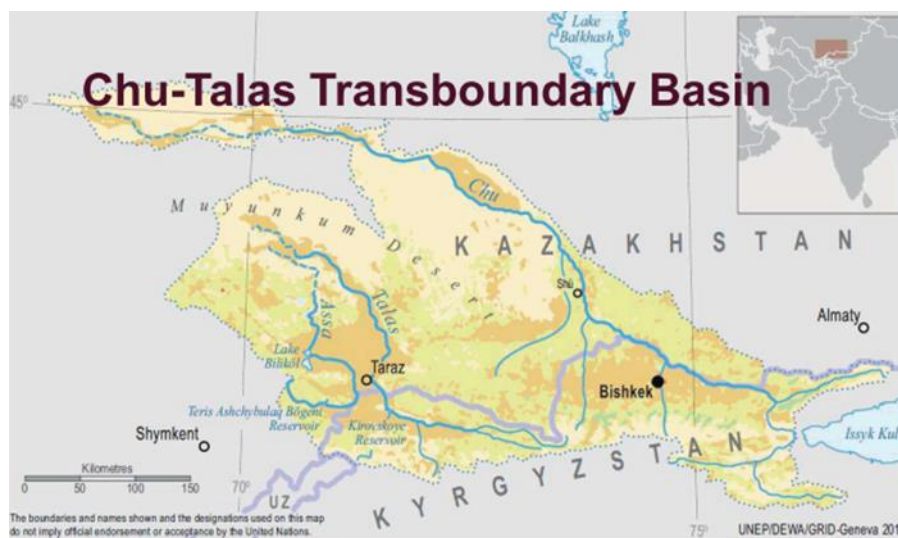 Lake
Balkhash
Chu-Talas Transboundary Basin
45°
Chu
Muyunkum Desert
KAZAKHSTAN
Shū
Talas
Assa
Almaty
Lake
Biliköl
Taraz
Bishkek
Teris Ashchybulaq Bögeni
Reservoir
Kirovskoye
Reservoir
Issyk Kul
Shymkent
KYRGYZSTAN
Kilometres
0 50 100 150
70°
UZ
75°
The boundaries and names shown and the designations used on this map
do not imply official endorsement or acceptance by the United Nations.
UNEP/DEWA/GRID-Geneva 201